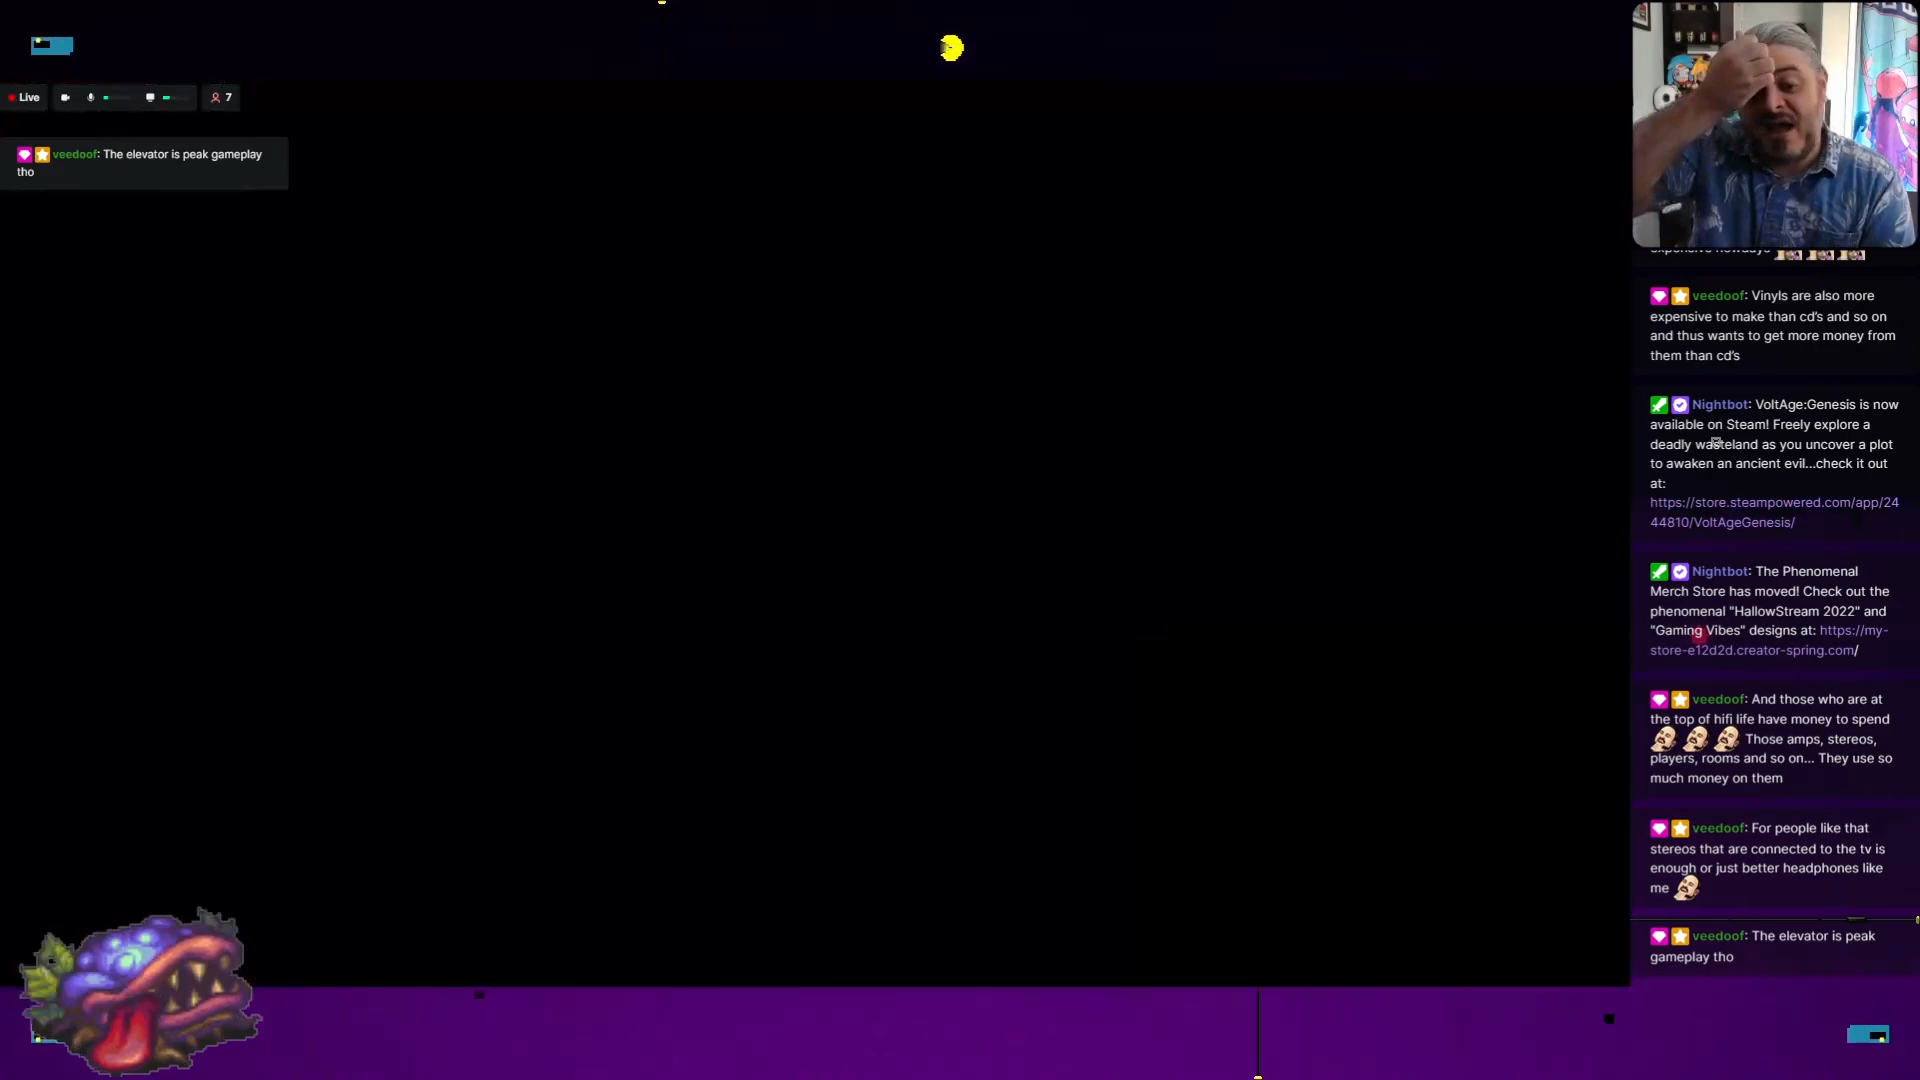 Live
7
veedoof: The elevator is peak gameplay
tho
veedoof: Vinyls are also more
expensive to make than cd's and so on
and thus wants to get more money from
them than cd's
Nightbot: VoltAge:Genesis is now
available on Steam! Freely explore a
deadly wasteland as you uncover a plot
to awaken an ancient evil...check it out
at:
https://store.steampowered.com/app/24
44810/VoltAgeGenesis/
Nightbot: The Phenomenal
Merch Store has moved! Check out the
phenomenal "HallowStream 2022" and
"Gaming Vibes" designs at: https://my-
store-e12d2d.creator-spring.com/
veedoof: And those who are at
the top of hifi life have money to spend
Those amps, stereos,
players, rooms and so on... They use so
much money on them
veedoof: For people like that
stereos that are connected to the tv is
enough or just better headphones like
me
veedoof: The elevator is peak
gameplay tho